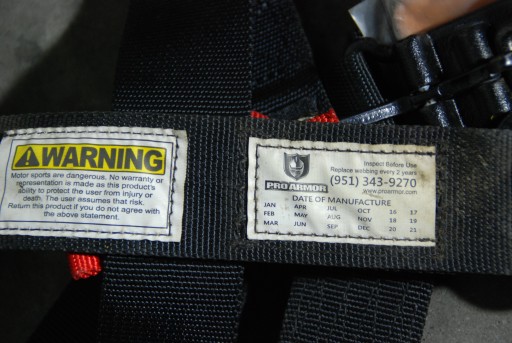 WARNING
Motor sports are dangerous. No warranty or
representation is made as this product's
ability to protect the user from injury or
death. The user assumes that risk.
Return this product if you do not agree with
the above statement.
PRO ARMOR
Inspect Before Use
Replace webbing every 2 years
(951) 343-9270
www.proarmor.com
DATE OF MANUFACTURE
JAN APR JUL OCT 16 17
FEB MAY AUG NOV 18 19
MAR JUN SEP DEC 20 21